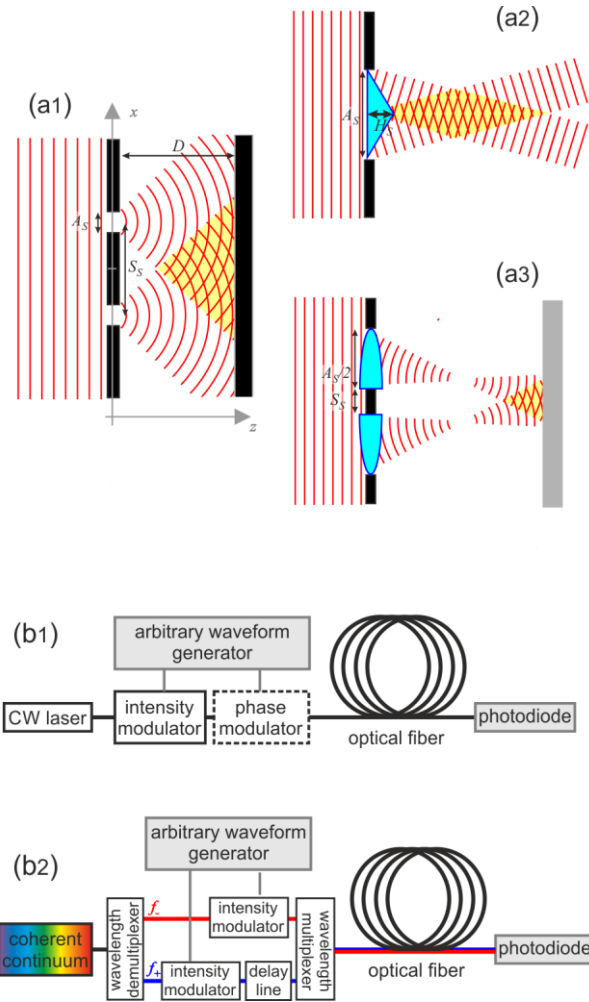 (a1)
x
D
A_S
S_S
z
(a2)
A_S
H_S
(a3)
A_S/2
S_S
(b1)
arbitrary waveform
generator
CW laser
intensity
modulator
phase
modulator
optical fiber
photodiode
(b2)
arbitrary waveform
generator
coherent
continuum
wavelength
demultiplexer
f_-
intensity
modulator
f_+
intensity
modulator
delay
line
wavelength
multiplexer
optical fiber
photodiode